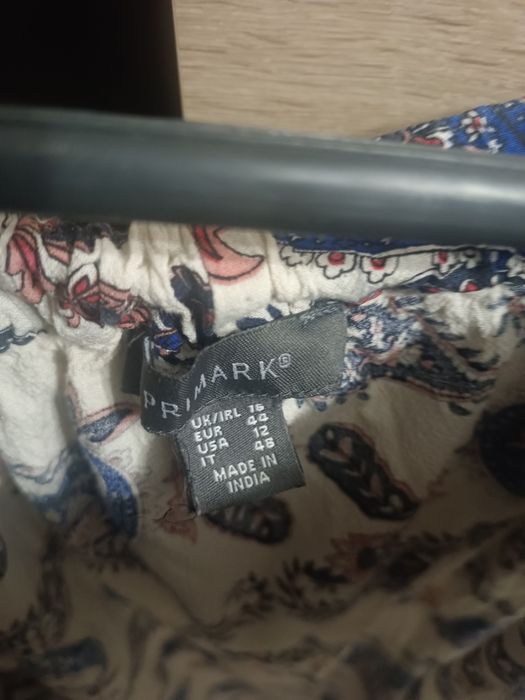 PRIMARK®
UK/IRL 16
EUR 44
USA 12
IT 48
MADE IN
INDIA